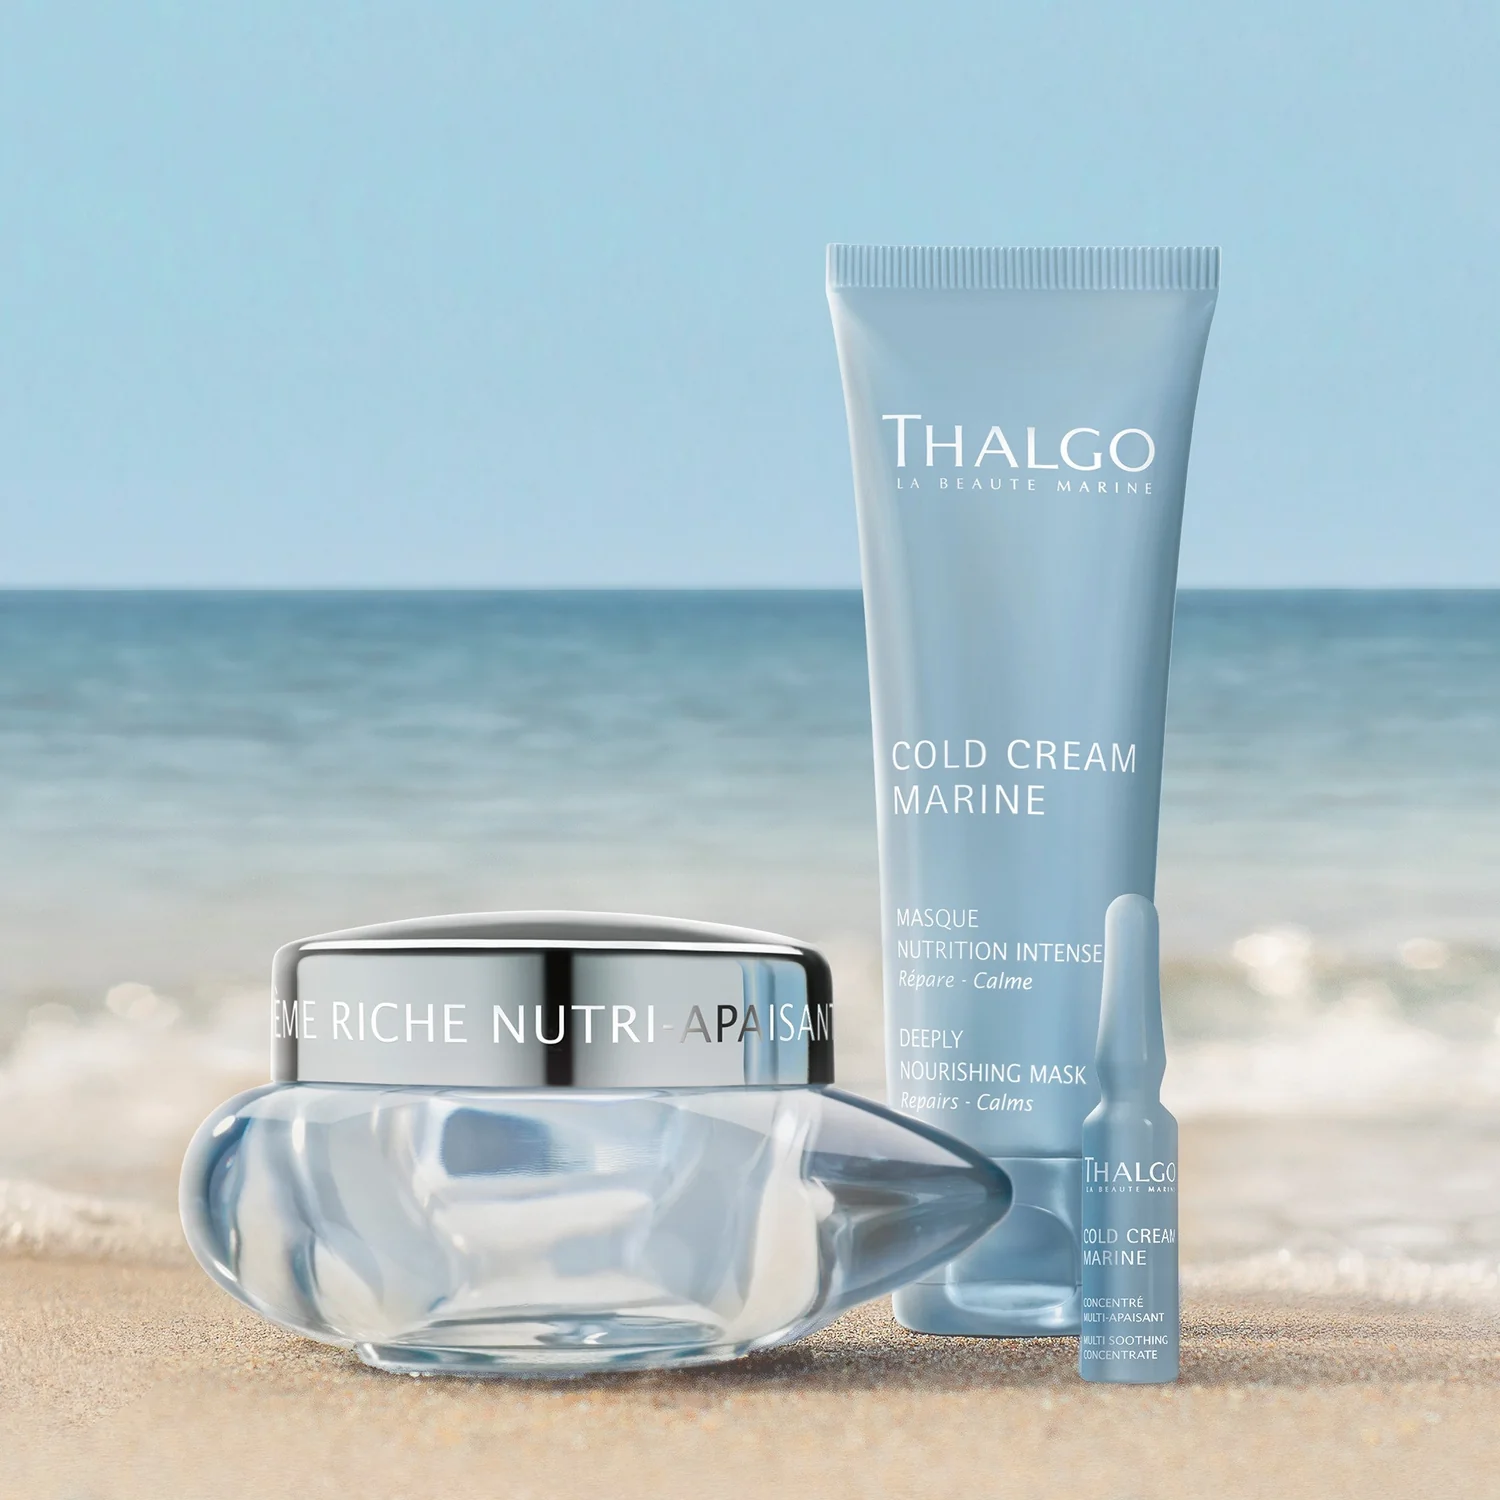 THALGO
LA BEAUTE MARINE
COLD CREAM
MARINE
MASQUE
NUTRITION INTENSE
Répare - Calme
DEEPLY
NOURISHING MASK
Repairs - Calms
ÈME RICHE NUTRI-APAISANT
THALGO
LA BEAUTE MARINE
COLD CREAM
MARINE
CONCENTRÉ
MULTI-APAISANT
MULTI SOOTHING
CONCENTRATE